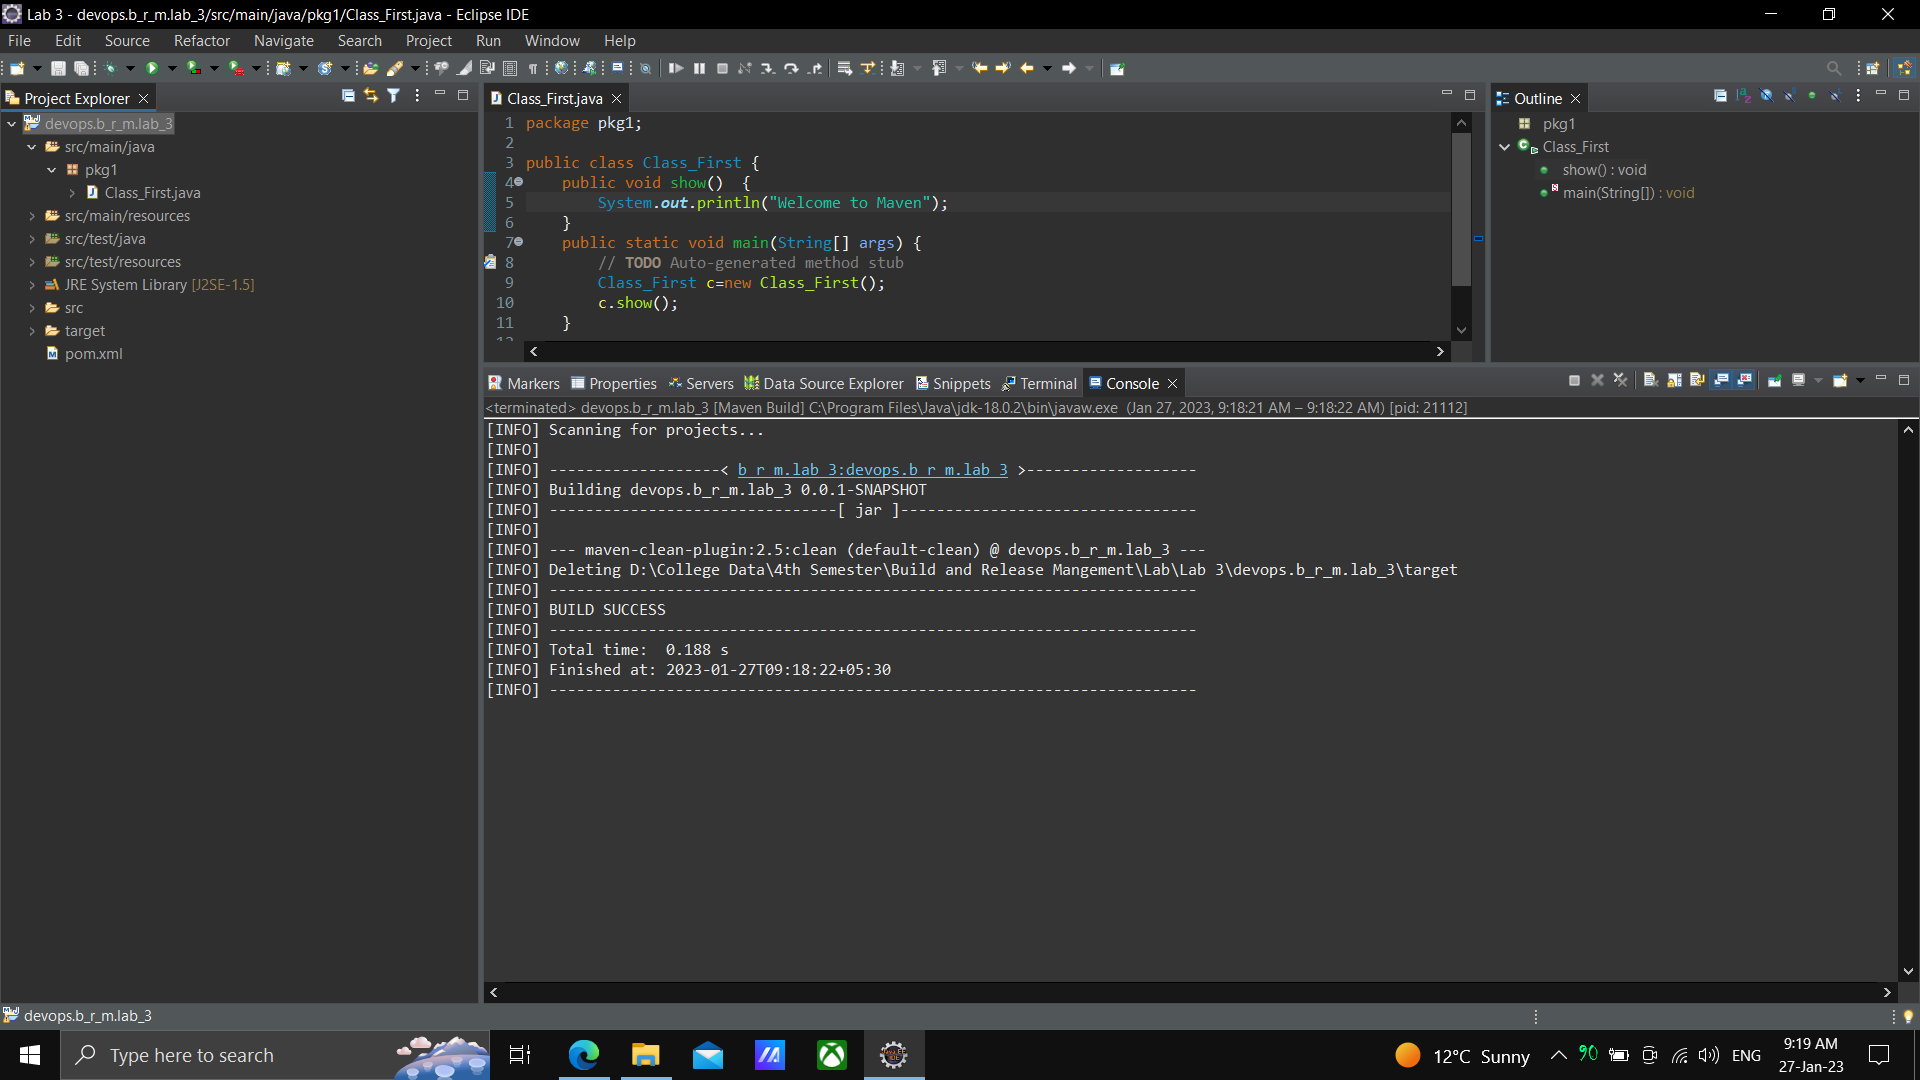 Lab 3 - devops.b_r_m.lab_3/src/main/java/pkg1/Class_First.java - Eclipse IDE
File Edit Source Refactor Navigate Search Project Run Window Help
Project Explorer
devops.b_r_m.lab_3
src/main/java
pkg1
Class_First.java
src/main/resources
src/test/java
src/test/resources
JRE System Library [J2SE-1.5]
src
target
pom.xml
Class_First.java
1 package pkg1;
2
3 public class Class_First {
4 public void show()  {
5 System.out.println("Welcome to Maven");
6 }
7 public static void main(String[] args) {
8 // TODO Auto-generated method stub
9 Class_First c=new Class_First();
10 c.show();
11 }
12
Outline
pkg1
Class_First
show() : void
main(String[]) : void
Markers Properties Servers Data Source Explorer Snippets Terminal Console
<terminated> devops.b_r_m.lab_3 [Maven Build] C:\Program Files\Java\jdk-18.0.2\bin\javaw.exe (Jan 27, 2023, 9:18:21 AM – 9:18:22 AM) [pid: 21112]
[INFO] Scanning for projects...
[INFO]
[INFO] -------------------< b_r_m.lab_3:devops.b_r_m.lab_3 >-------------------
[INFO] Building devops.b_r_m.lab_3 0.0.1-SNAPSHOT
[INFO] --------------------------------[ jar ]---------------------------------
[INFO]
[INFO] --- maven-clean-plugin:2.5:clean (default-clean) @ devops.b_r_m.lab_3 ---
[INFO] Deleting D:\College Data\4th Semester\Build and Release Mangement\Lab\Lab 3\devops.b_r_m.lab_3\target
[INFO] ------------------------------------------------------------------------
[INFO] BUILD SUCCESS
[INFO] ------------------------------------------------------------------------
[INFO] Total time:  0.188 s
[INFO] Finished at: 2023-01-27T09:18:22+05:30
[INFO] ------------------------------------------------------------------------
devops.b_r_m.lab_3
Type here to search
12°C Sunny
90
ENG
9:19 AM
27-Jan-23